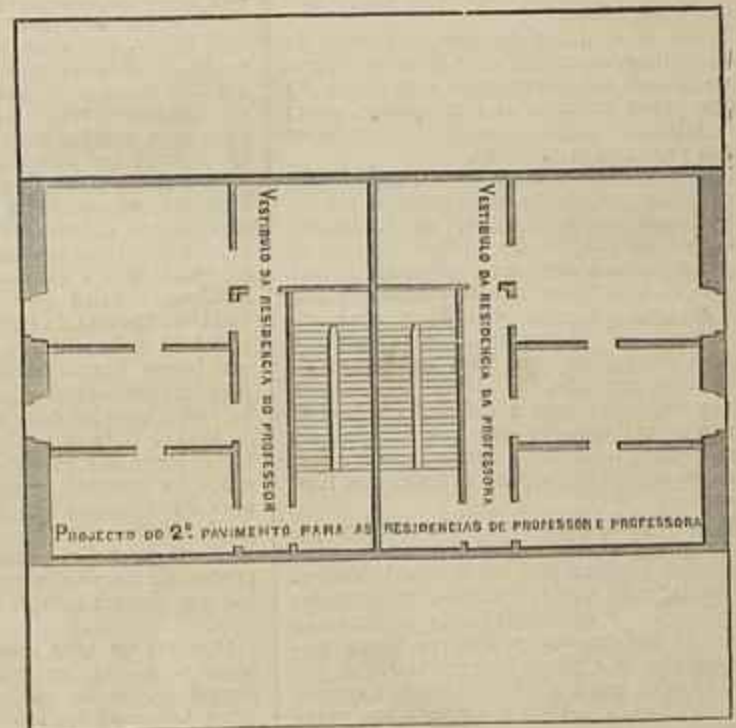 VESTIBULO DA RESIDENCIA DO PROFESSOR
VESTIBULO DA RESIDENCIA DA PROFESSORA
PROJECTO DO 2º. PAVIMENTO PARA AS RESIDENCIAS DE PROFESSOR E PROFESSORA